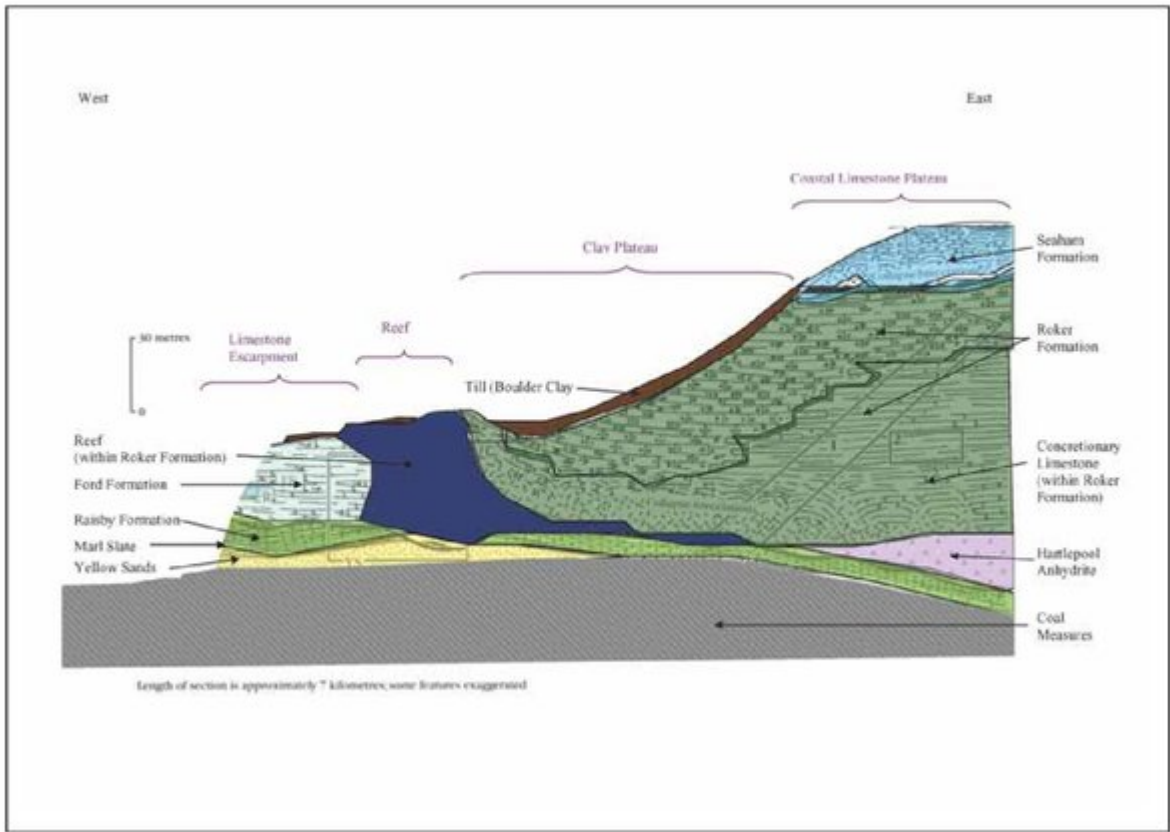 West
East
Coastal Limestone Plateau
Clay Plateau
Seaham
Formation
Reef
Limestone
Escarpment
30 metres
0
Roker
Formation
Till (Boulder Clay
Reef
(within Roker Formation)
Ford Formation
Concretionary
Limestone
(within Roker
Formation)
Raisby Formation
Marl Slate
Yellow Sands
Hartlepool
Anhydrite
Coal
Measures
Length of section is approximately 7 kilometres, some features exaggerated